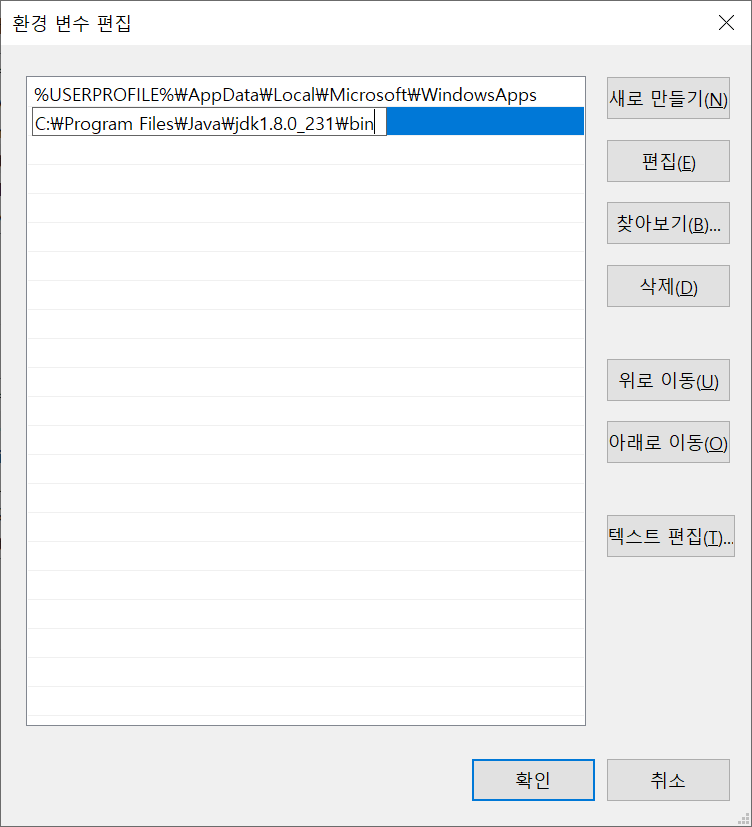 환경 변수 편집
%USERPROFILE%₩AppData₩Local₩Microsoft₩WindowsApps
C:₩Program Files₩Java₩jdk1.8.0_231₩bin
새로 만들기(N)
편집(E)
찾아보기(B)...
삭제(D)
위로 이동(U)
아래로 이동(O)
텍스트 편집(T)...
확인
취소